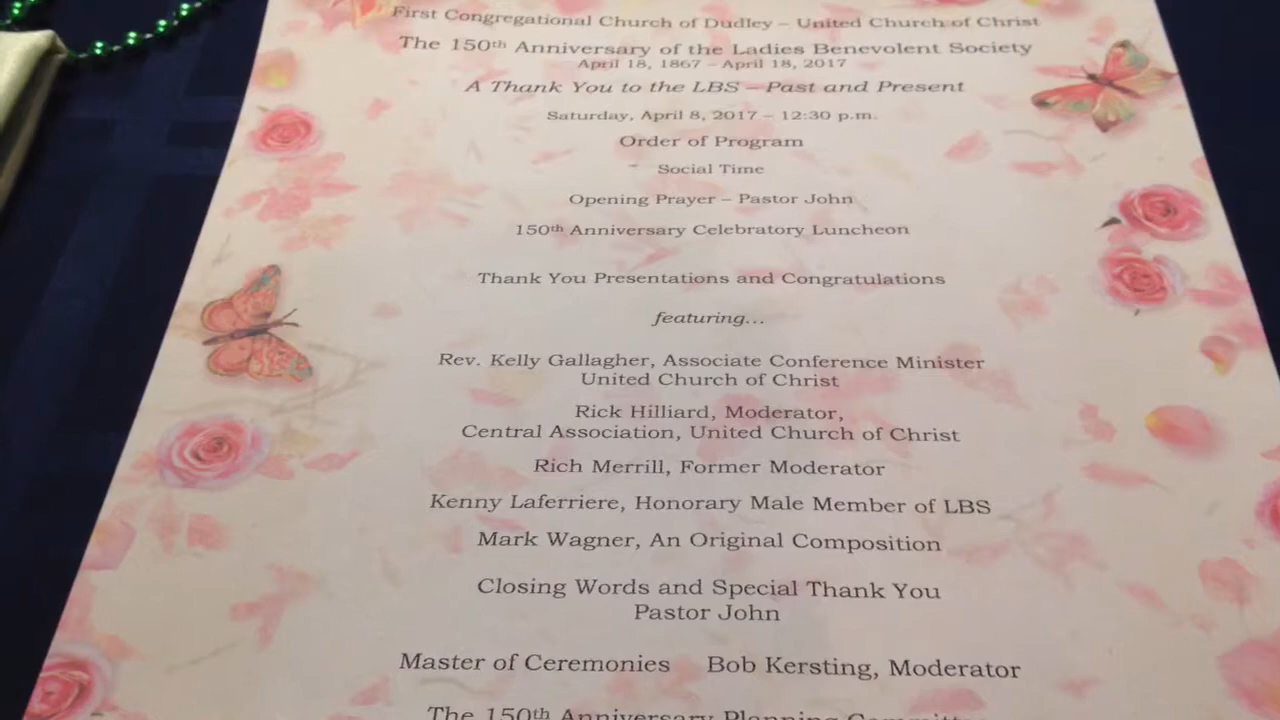 First Congregational Church of Dudley – United Church of Christ
The 150th Anniversary of the Ladies Benevolent Society
April 18, 1867 – April 18, 2017
A Thank You to the LBS – Past and Present
Saturday, April 8, 2017 – 12:30 p.m.
Order of Program
Social Time
Opening Prayer – Pastor John
150th Anniversary Celebratory Luncheon
Thank You Presentations and Congratulations
featuring...
Rev. Kelly Gallagher, Associate Conference Minister
United Church of Christ
Rick Hilliard, Moderator,
Central Association, United Church of Christ
Rich Merrill, Former Moderator
Kenny Laferriere, Honorary Male Member of LBS
Mark Wagner, An Original Composition
Closing Words and Special Thank You
Pastor John
Master of Ceremonies Bob Kersting, Moderator
The 150th Anniversary Planning